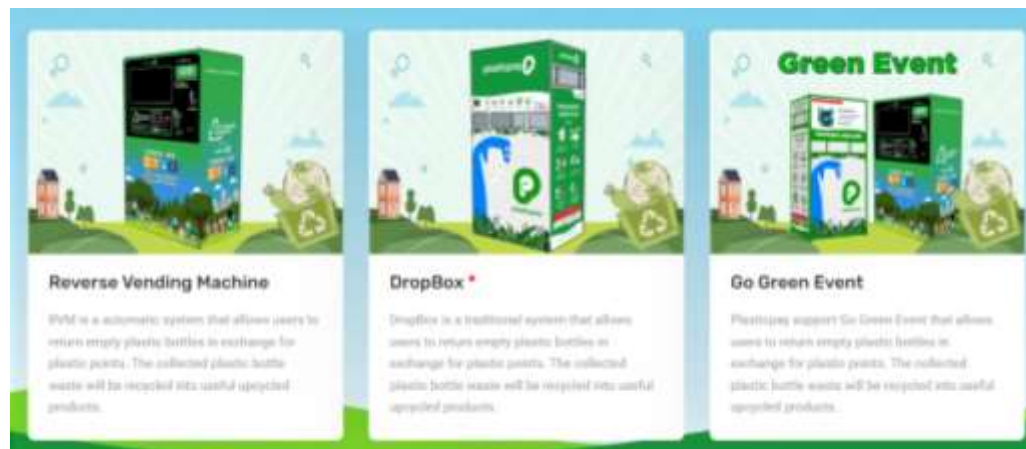 Green Event
Reverse Vending Machine
RVM is a automatic system that allows users to
return empty plastic bottles in exchange for
plastic points. The collected plastic bottle
waste will be recycled into useful upcycled
products.
DropBox *
DropBox is a traditional system that allows
users to return empty plastic bottles in
exchange for plastic points. The collected
plastic bottle waste will be recycled into useful
upcycled products.
Go Green Event
Plasticpay support Go Green Event that allows
users to return empty plastic bottles in
exchange for plastic points. The collected
plastic bottle waste will be recycled into useful
upcycled products.